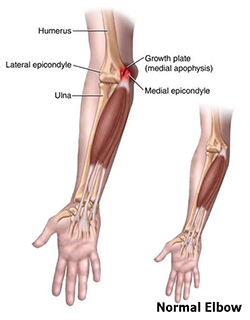 Humerus
Growth plate
(medial apophysis)
Lateral epicondyle
Medial epicondyle
Ulna
Normal Elbow